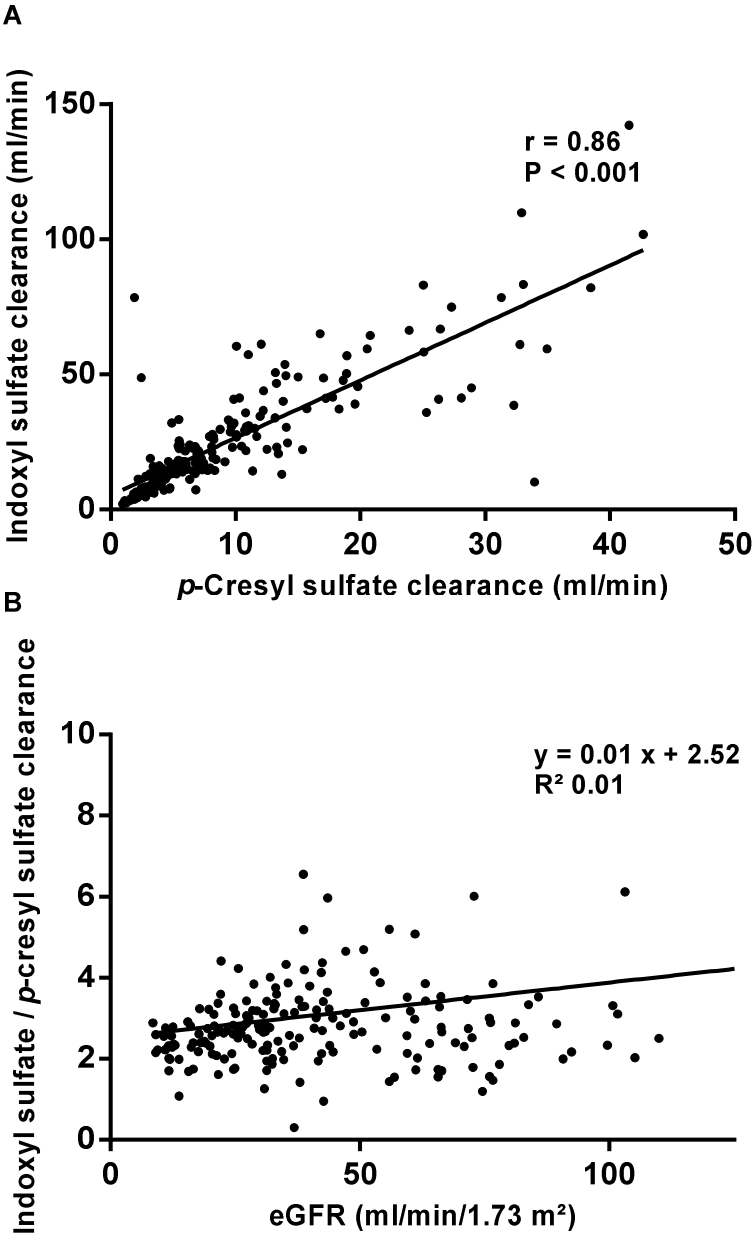 A
Indoxyl sulfate clearance (ml/min)
150
100
50
0
r = 0.86
P < 0.001
0 10 20 30 40 50
p-Cresyl sulfate clearance (ml/min)
B
Indoxyl sulfate / p-cresyl sulfate clearance
10
8
6
4
2
0
y = 0.01 x + 2.52
R² 0.01
0 50 100
eGFR (ml/min/1.73 m²)